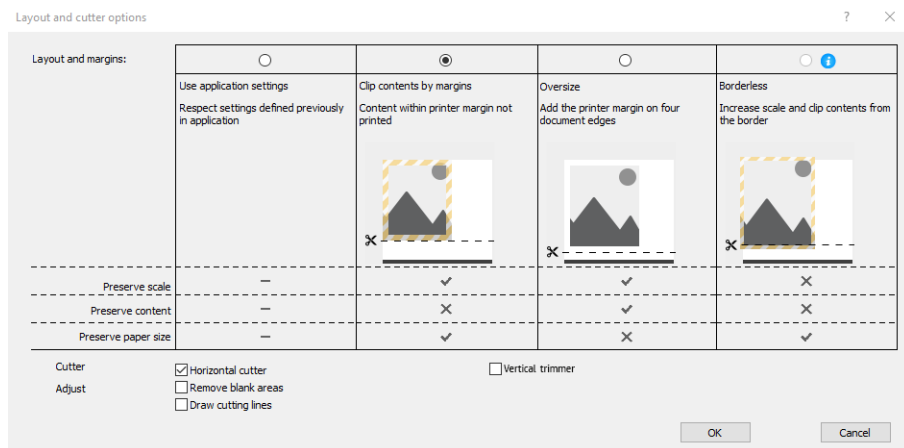 Layout and cutter options
?
Layout and margins:
Use application settings
Respect settings defined previously
in application
Clip contents by margins
Content within printer margin not
printed
Oversize
Add the printer margin on four
document edges
Borderless
Increase scale and clip contents from
the border
Preserve scale
Preserve content
Preserve paper size
Cutter
Horizontal cutter
Vertical trimmer
Adjust
Remove blank areas
Draw cutting lines
OK
Cancel